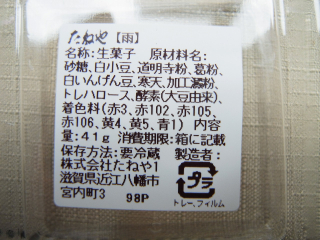 たねや【雨】
名称:生菓子 原材料名:
砂糖、白小豆、道明寺粉、葛粉、
白いんげん豆、寒天、加工澱粉、
トレハロース、酵素(大豆由来)、
着色料(赤3、赤102、赤105、
赤106、黄4、黄5、青1) 内容
量:41g 消費期限:箱に記載
保存方法:要冷蔵 製造者:
株式会社たねや1
滋賀県近江八幡市
宮内町3 98P
プラ
トレー、フィルム